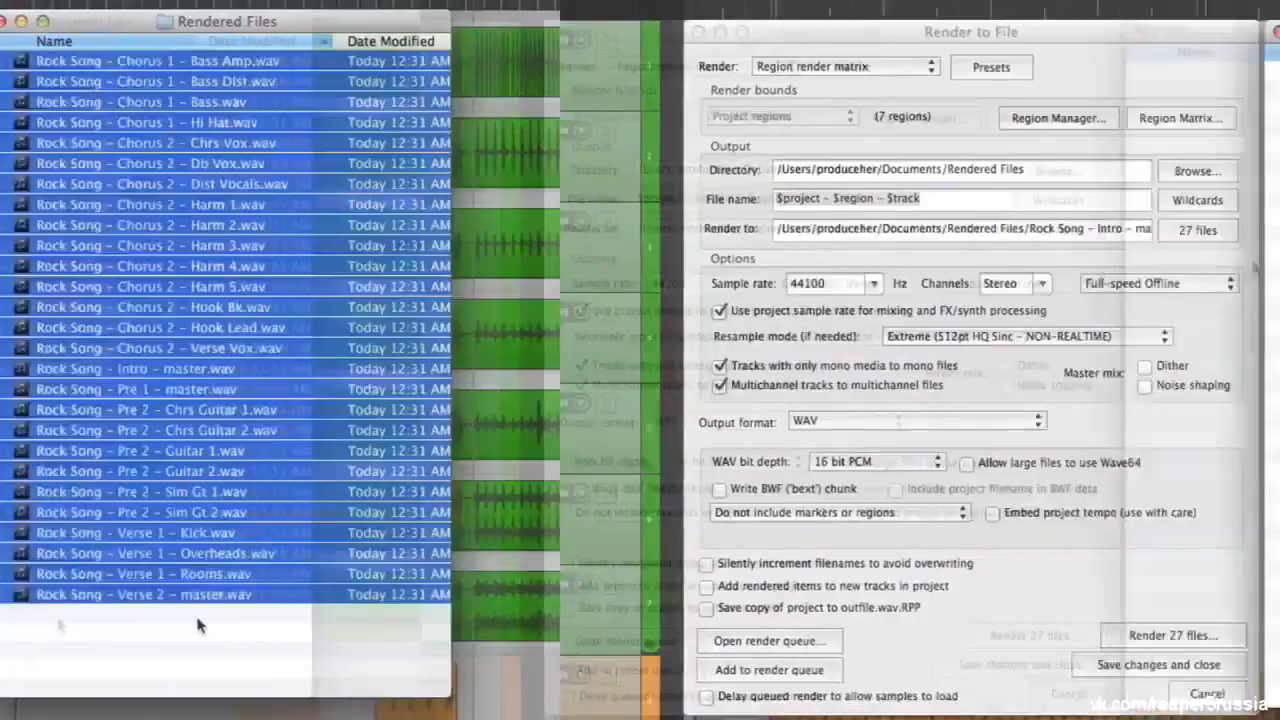 Rendered Files
Name
Date Modified
Rock Song - Chorus 1 - Bass Amp.wav Today 12:31 AM
Rock Song - Chorus 1 - Bass DIst.wav Today 12:31 AM
Rock Song - Chorus 1 - Bass.wav Today 12:31 AM
Rock Song - Chorus 1 - Hi Hat.wav Today 12:31 AM
Rock Song - Chorus 2 - Chrs Vox.wav Today 12:31 AM
Rock Song - Chorus 2 - Db Vox.wav Today 12:31 AM
Rock Song - Chorus 2 - Dist Vocals.wav Today 12:31 AM
Rock Song - Chorus 2 - Harm 1.wav Today 12:31 AM
Rock Song - Chorus 2 - Harm 2.wav Today 12:31 AM
Rock Song - Chorus 2 - Harm 3.wav Today 12:31 AM
Rock Song - Chorus 2 - Harm 4.wav Today 12:31 AM
Rock Song - Chorus 2 - Harm 5.wav Today 12:31 AM
Rock Song - Chorus 2 - Hook Bk.wav Today 12:31 AM
Rock Song - Chorus 2 - Hook Lead.wav Today 12:31 AM
Rock Song - Chorus 2 - Verse Vox.wav Today 12:31 AM
Rock Song - Intro - master.wav Today 12:31 AM
Rock Song - Pre 1 - master.wav Today 12:31 AM
Rock Song - Pre 2 - Chrs Guitar 1.wav Today 12:31 AM
Rock Song - Pre 2 - Chrs Guitar 2.wav Today 12:31 AM
Rock Song - Pre 2 - Guitar 1.wav Today 12:31 AM
Rock Song - Pre 2 - Guitar 2.wav Today 12:31 AM
Rock Song - Pre 2 - Sim Gt 1.wav Today 12:31 AM
Rock Song - Pre 2 - Sim Gt 2.wav Today 12:31 AM
Rock Song - Verse 1 - Kick.wav Today 12:31 AM
Rock Song - Verse 1 - Overheads.wav Today 12:31 AM
Rock Song - Verse 1 - Rooms.wav Today 12:31 AM
Rock Song - Verse 2 - master.wav Today 12:31 AM
Render to File
Render: Region render matrix Presets
Render bounds
Project regions (7 regions) Region Manager... Region Matrix...
Output
Directory: /Users/produceher/Documents/Rendered Files Browse...
File name: $project - $region - $track Wildcards
Render to: /Users/produceher/Documents/Rendered Files/Rock Song - Intro - ma 27 files
Options
Sample rate: 44100 Hz Channels: Stereo Full-speed Offline
Use project sample rate for mixing and FX/synth processing
Resample mode (if needed): Extreme (512pt HQ Sinc - NON-REALTIME)
Tracks with only mono media to mono files Master mix: Dither
Multichannel tracks to multichannel files Noise shaping
Output format: WAV
WAV bit depth: 16 bit PCM Allow large files to use Wave64
Write BWF ('bext') chunk Include project filename in BWF data
Do not include markers or regions Embed project tempo (use with care)
Silently increment filenames to avoid overwriting
Add rendered items to new tracks in project
Save copy of project to outfile.wav.RPP
Open render queue... Render 27 files...
Add to render queue Save changes and close
Delay queued render to allow samples to load Cancel
vk.com/reaper5russia